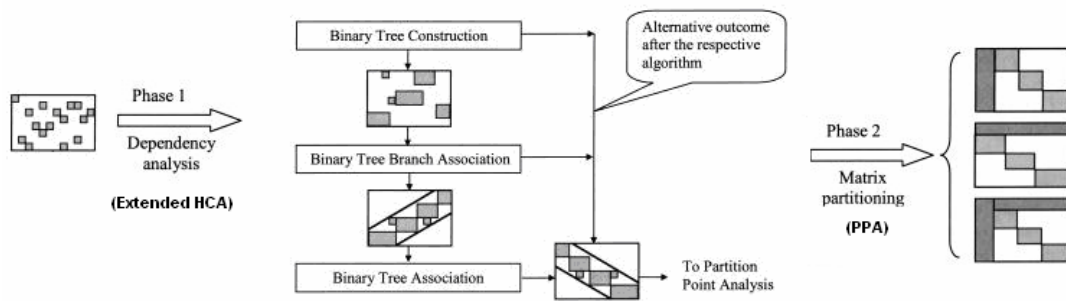 Phase 1
Dependency
analysis
(Extended HCA)
Binary Tree Construction
Binary Tree Branch Association
Binary Tree Association
Alternative outcome
after the respective
algorithm
To Partition
Point Analysis
Phase 2
Matrix
partitioning
(PPA)